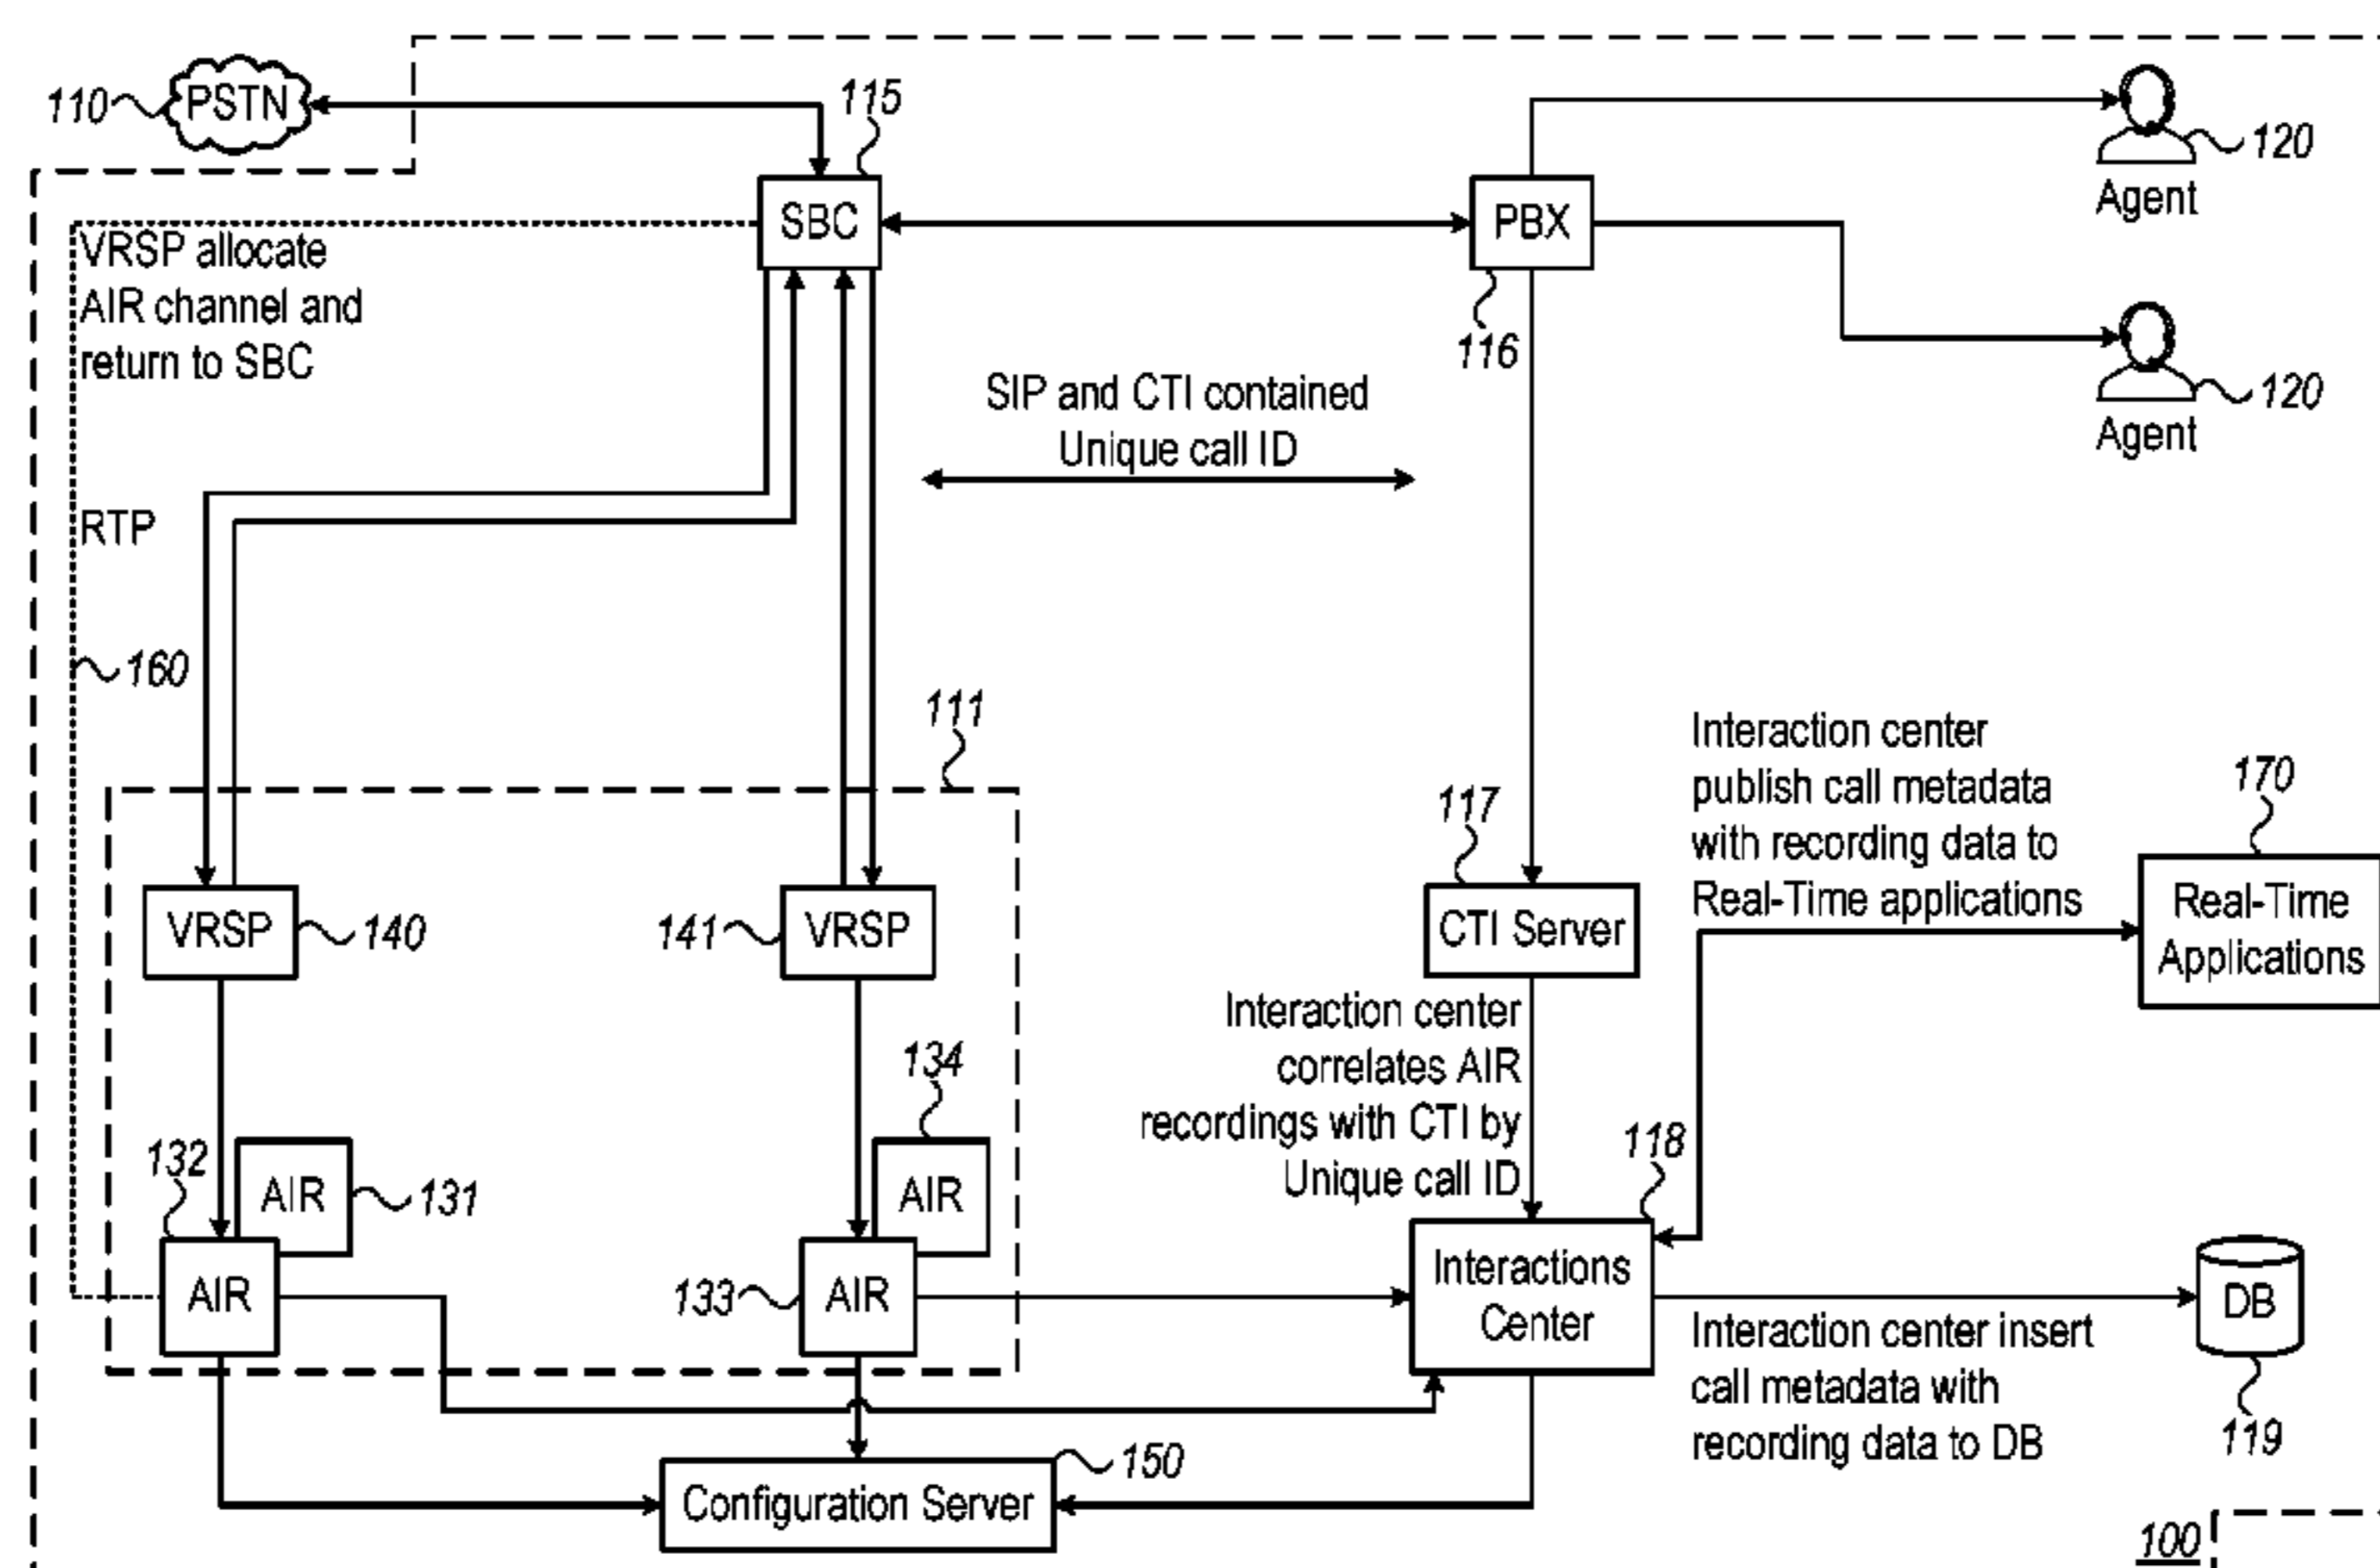 110
PSTN
115
120
SBC
PBX
Agent
VRSP allocate
AIR channel and
return to SBC
116
SIP and CTI contained
Unique call ID
120
Agent
RTP
160
111
Interaction center
publish call metadata
with recording data to
Real-Time applications
117
170
VRSP
140
141
VRSP
CTI Server
Real-Time
Applications
Interaction center
correlates AIR
recordings with CTI by
Unique call ID
134
132
AIR
131
AIR
118
AIR
133
AIR
Interactions
Center
DB
Interaction center insert
call metadata with
recording data to DB
119
150
Configuration Server
100